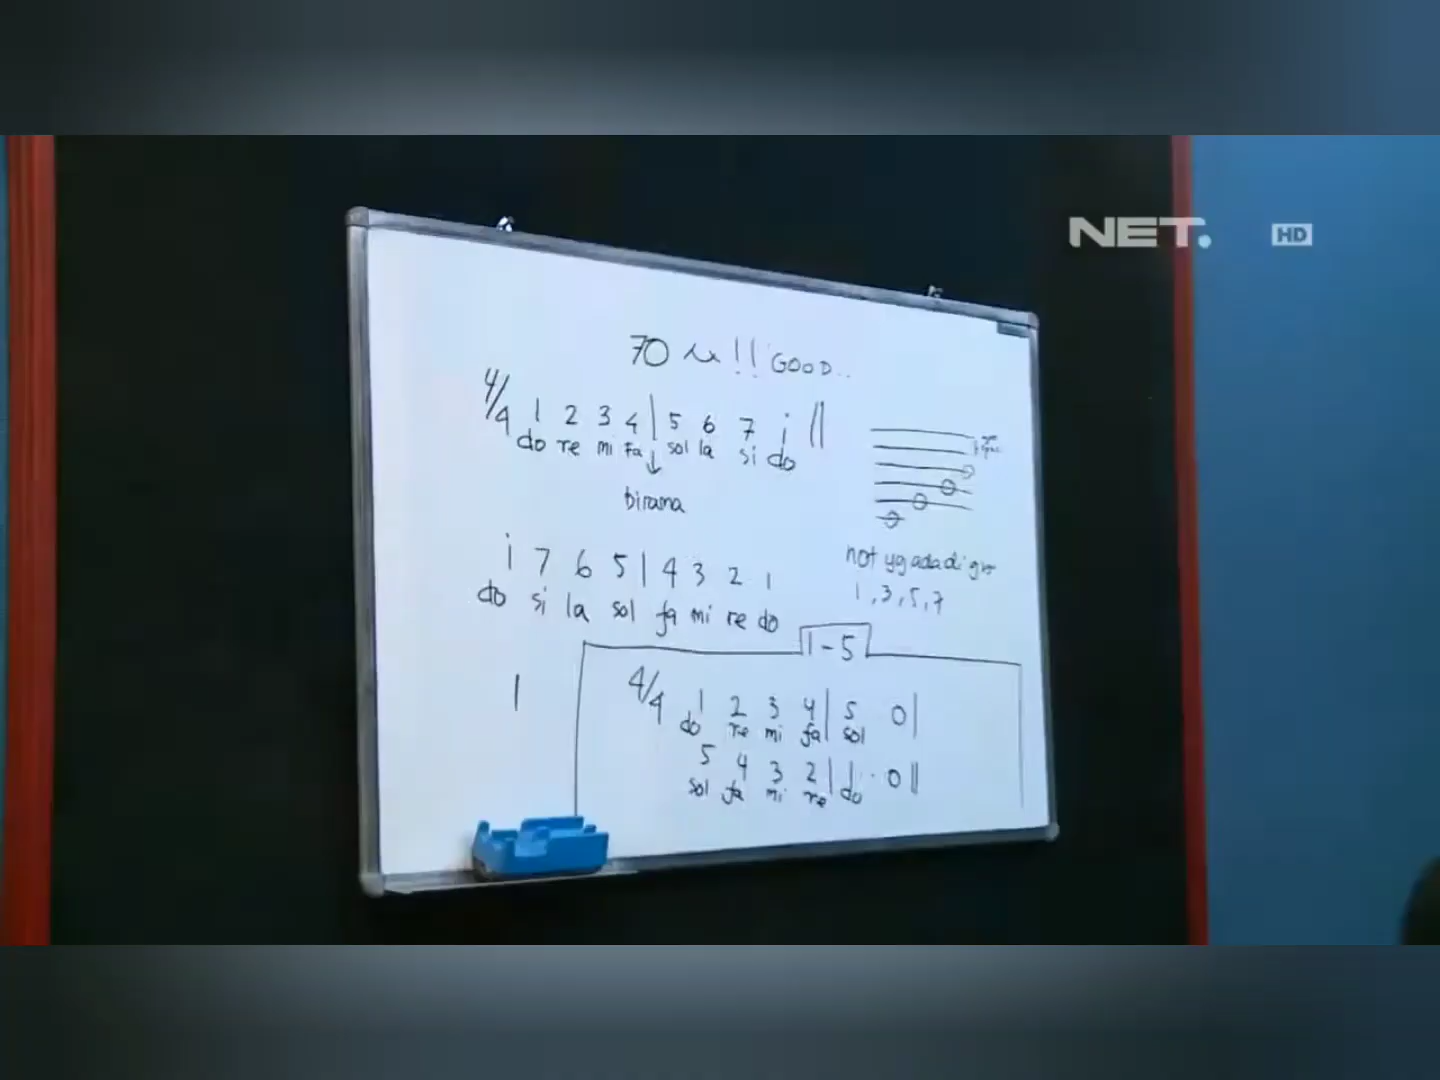 NET. HD
70 !! GOOD..
4/4 1 2 3 4 | 5 6 7 i ||
do re mi Fa sol la si do
↓
birama
i 7 6 5 | 4 3 2 1
do si la sol fa mi re do
not yg ada di
1, 3, 5, 7
1-5
1
4/4 1 2 3 4 | 5 0 |
do re mi fa sol
5 4 3 2 | 1 . 0 ||
sol fa mi re do